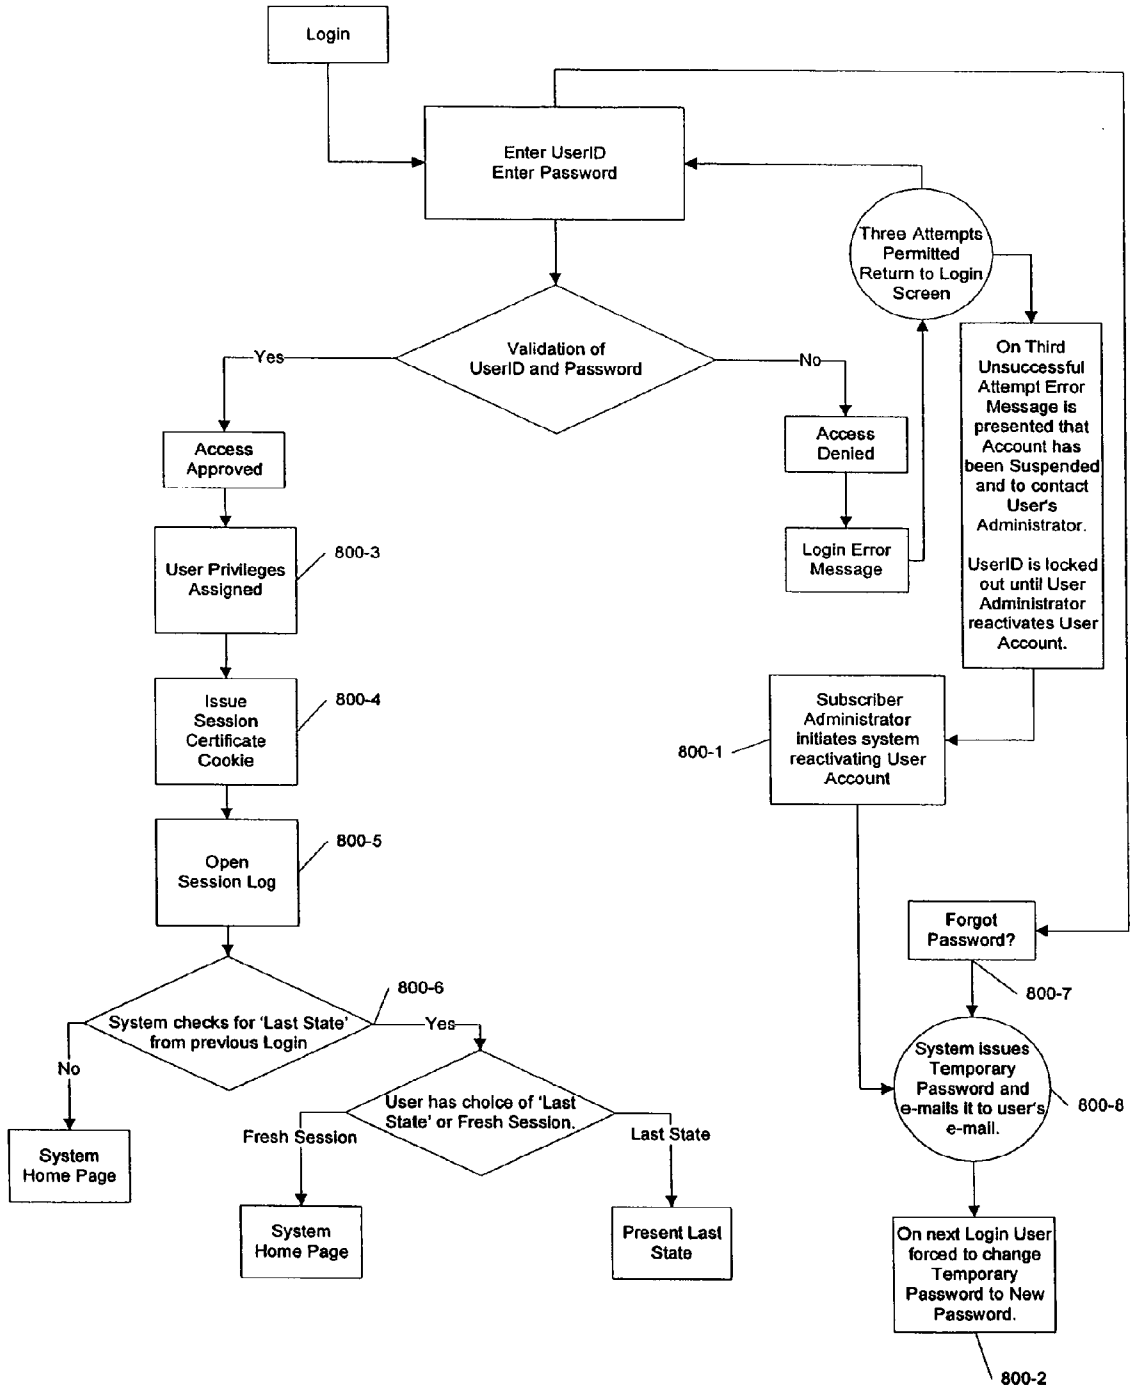 Login
Enter UserID
Enter Password
Three Attempts
Permitted
Return to Login
Screen
Validation of
UserID and Password
Yes
No
On Third
Unsuccessful
Attempt Error
Message is
presented that
Account has
been Suspended
and to contact
User's
Administrator.
UserID is locked
out until User
Administrator
reactivates User
Account.
Access
Approved
Access
Denied
User Privileges
Assigned
800-3
Login Error
Message
Issue
Session
Certificate
Cookie
800-4
Subscriber
Administrator
initiates system
reactivating User
Account
800-1
Open
Session Log
800-5
Forgot
Password?
800-7
System checks for 'Last State'
from previous Login
800-6
No
Yes
System issues
Temporary
Password and
e-mails it to user's
e-mail.
800-8
User has choice of 'Last
State' or Fresh Session.
Fresh Session
Last State
System
Home Page
System
Home Page
Present Last
State
On next Login User
forced to change
Temporary
Password to New
Password.
800-2